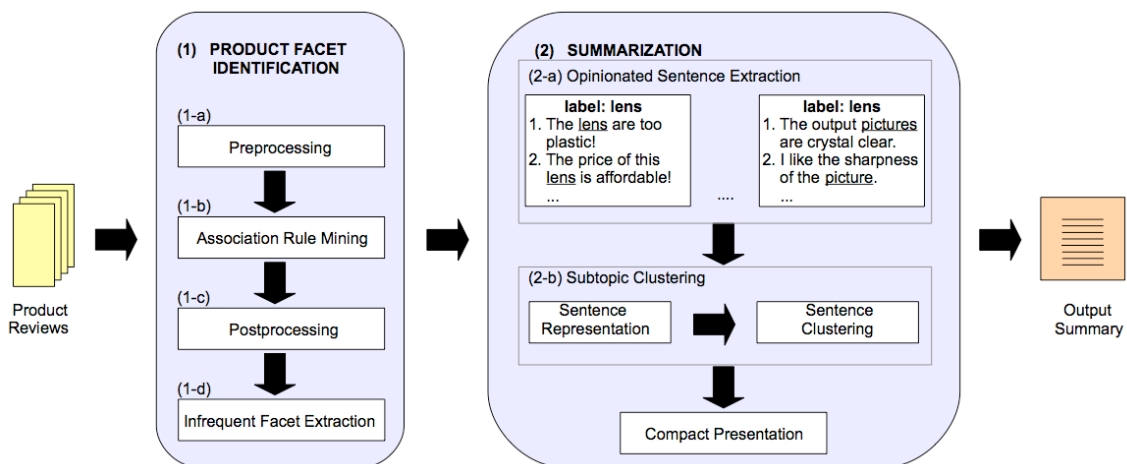 (1) PRODUCT FACET
IDENTIFICATION
(1-a)
Preprocessing
(1-b)
Association Rule Mining
(1-c)
Postprocessing
(1-d)
Infrequent Facet Extraction
Product
Reviews
(2) SUMMARIZATION
(2-a) Opinionated Sentence Extraction
label: lens
1. The lens are too
plastic!
2. The price of this
lens is affordable!
...
....
label: lens
1. The output pictures
are crystal clear.
2. I like the sharpness
of the picture.
...
(2-b) Subtopic Clustering
Sentence
Representation
Sentence
Clustering
Compact Presentation
Output
Summary